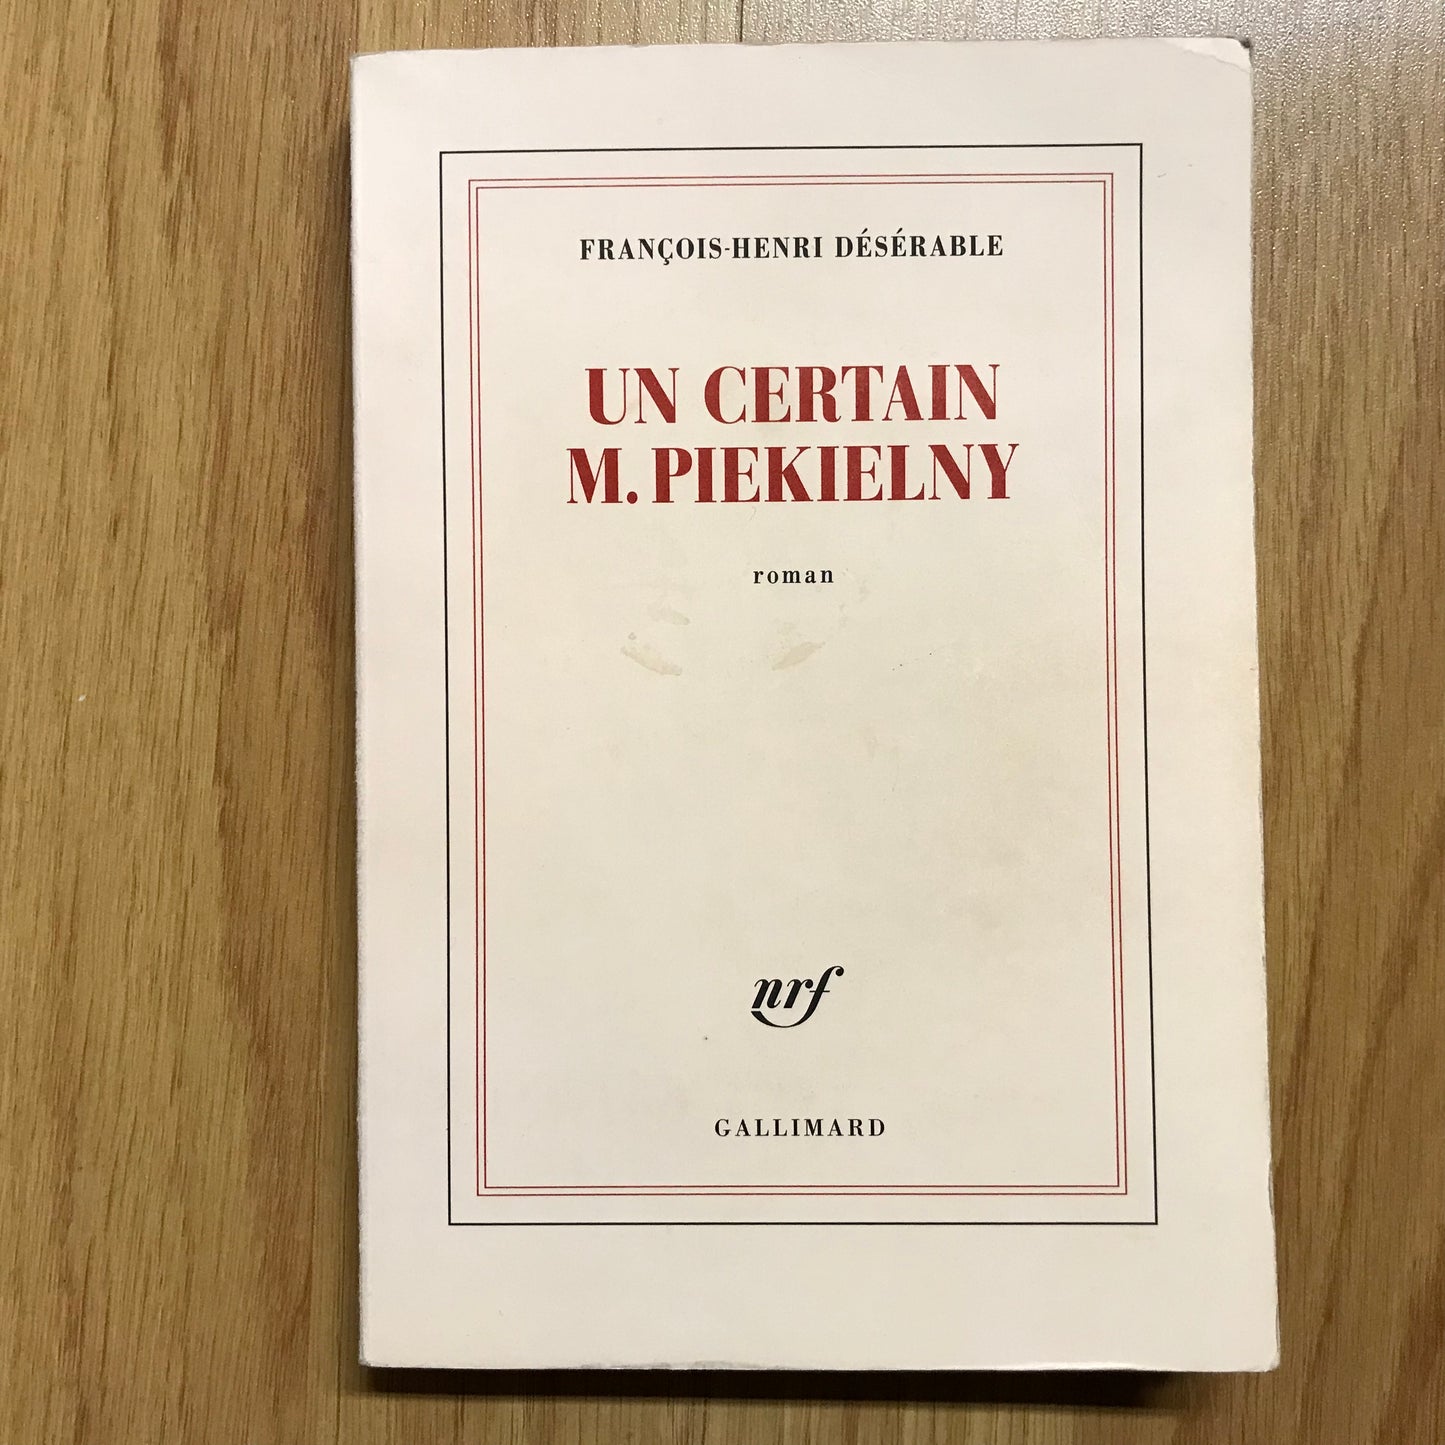 FRANÇOIS-HENRI DÉSÉRABLE
UN CERTAIN
M. PIEKIELNY
roman
nrf
GALLIMARD